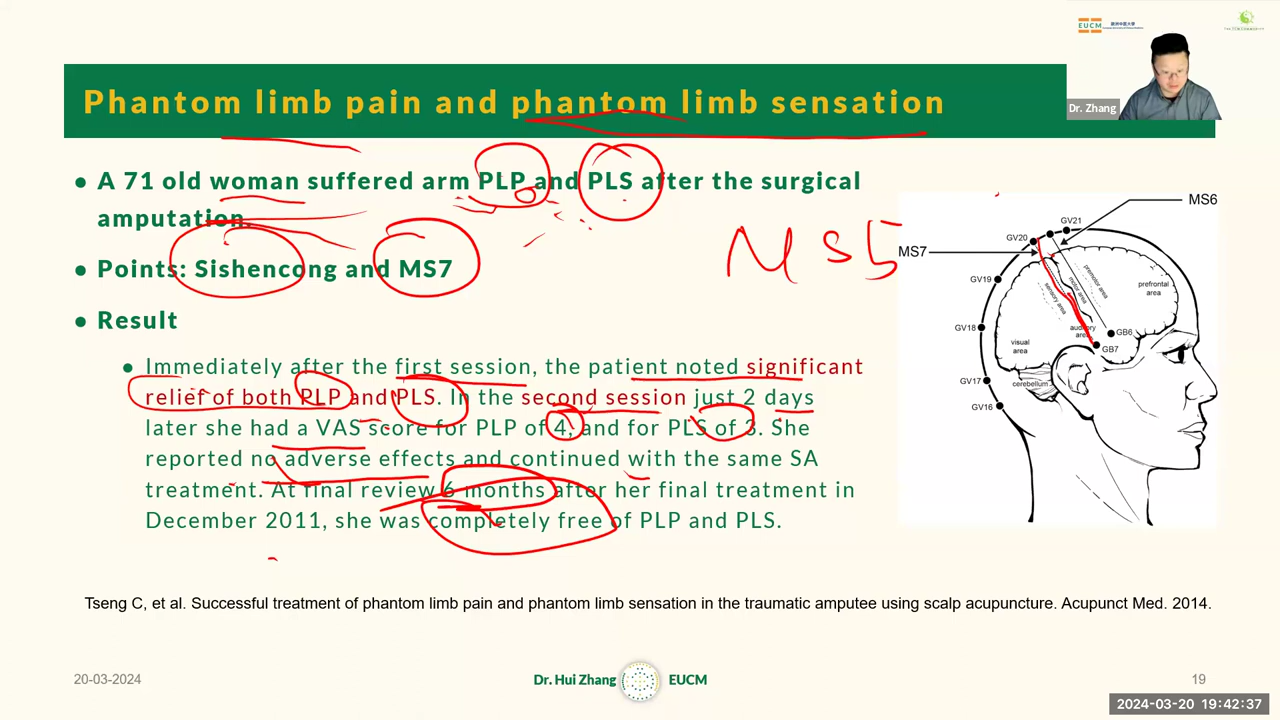 EUCM
Phantom limb pain and phantom limb sensation
Dr. Zhang
• A 71 old woman suffered arm PLP and PLS after the surgical
amputation.
• Points: Sishencong and MS7
• Result
• Immediately after the first session, the patient noted significant
relief of both PLP and PLS. In the second session just 2 days
later she had a VAS score for PLP of 4, and for PLS of 3. She
reported no adverse effects and continued with the same SA
treatment. At final review 6 months after her final treatment in
December 2011, she was completely free of PLP and PLS.
MS5
MS6
GV21
GV20
MS7
GV19
premotor area
motor area
sensory area
prefrontal
area
GV18
auditory
area
GB6
GB7
visual
area
cerebellum
GV17
GV16
Tseng C, et al. Successful treatment of phantom limb pain and phantom limb sensation in the traumatic amputee using scalp acupuncture. Acupunct Med. 2014.
20-03-2024
Dr. Hui Zhang
EUCM
19
2024-03-20 19:42:37